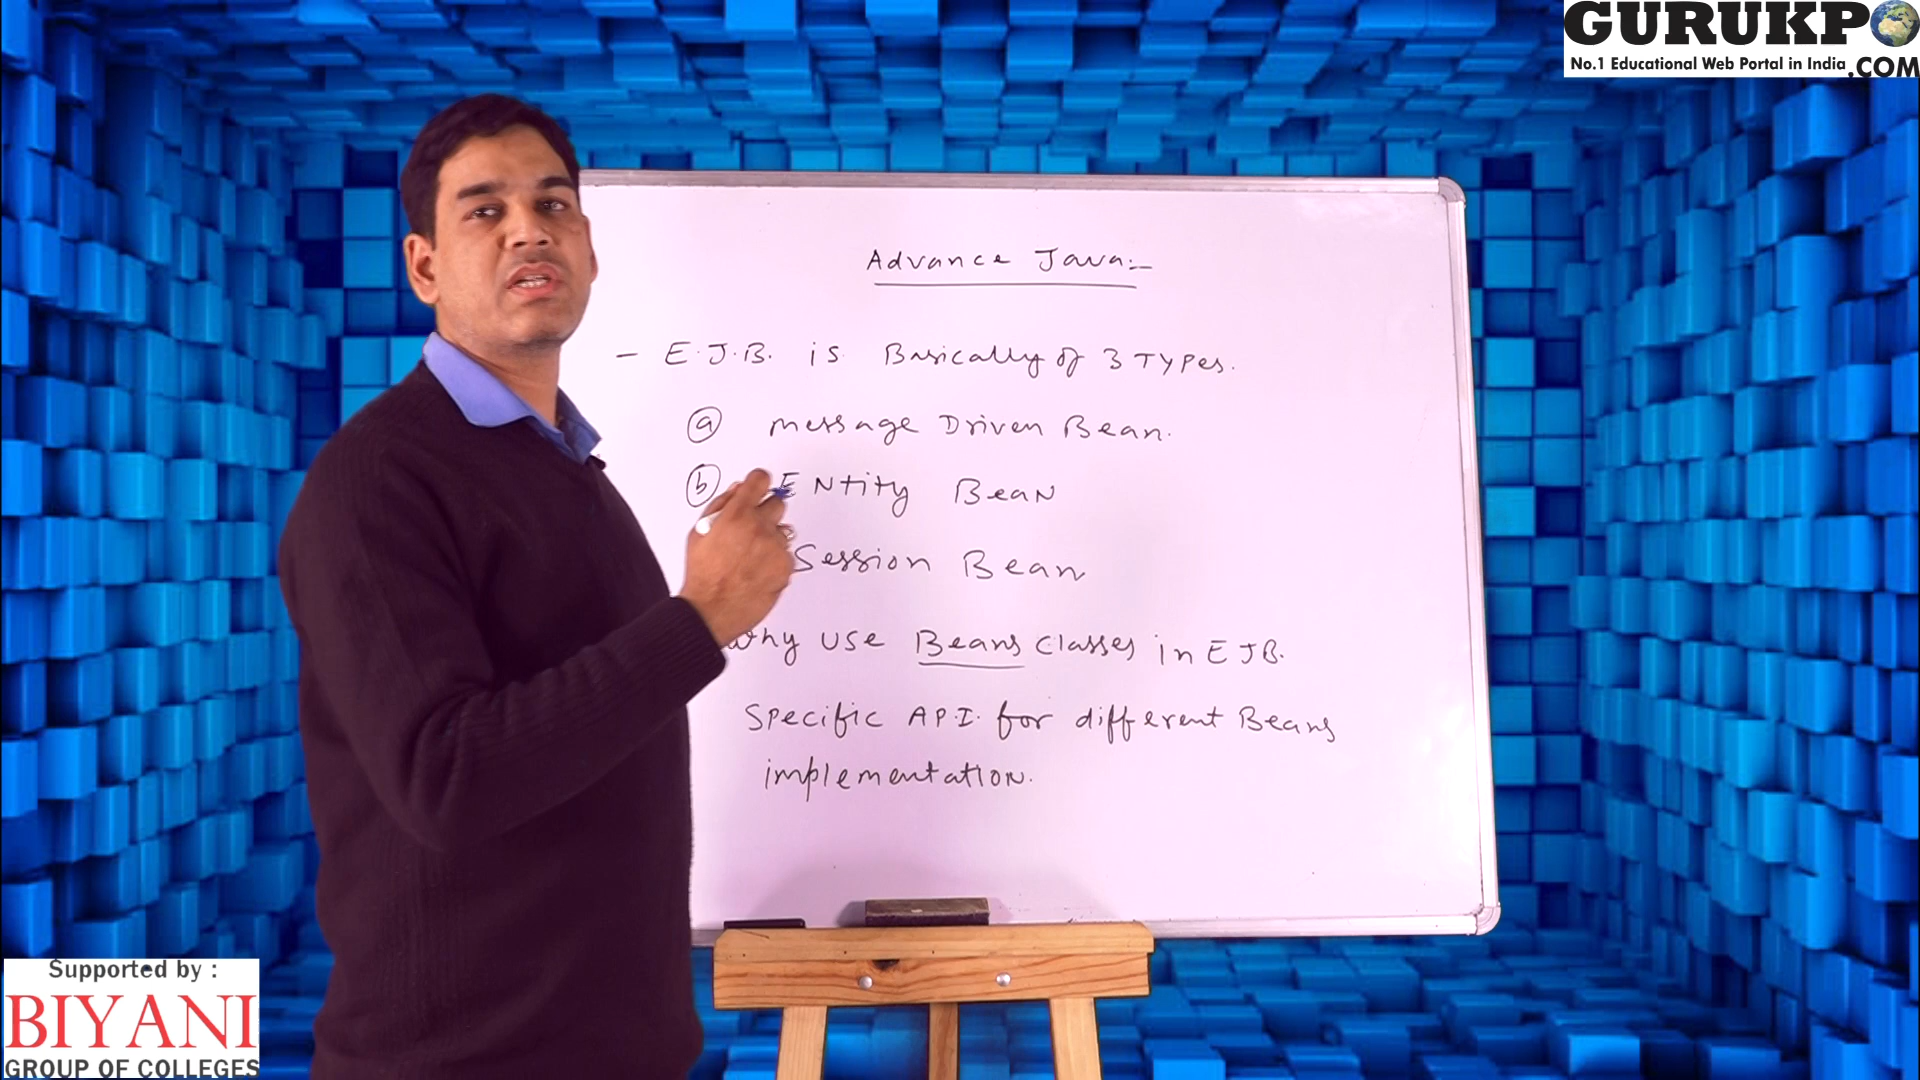 GURUKPO
No.1 Educational Web Portal in India .COM
Advance Java:-
- E.J.B. is Basically of 3 Types.
(a) Message Driven Bean.
(b) Entity Bean
Session Bean
Why use Beans classes in EJB.
Specific A.P.I. for different Beans
implementation.
Supported by :
BIYANI
GROUP OF COLLEGES